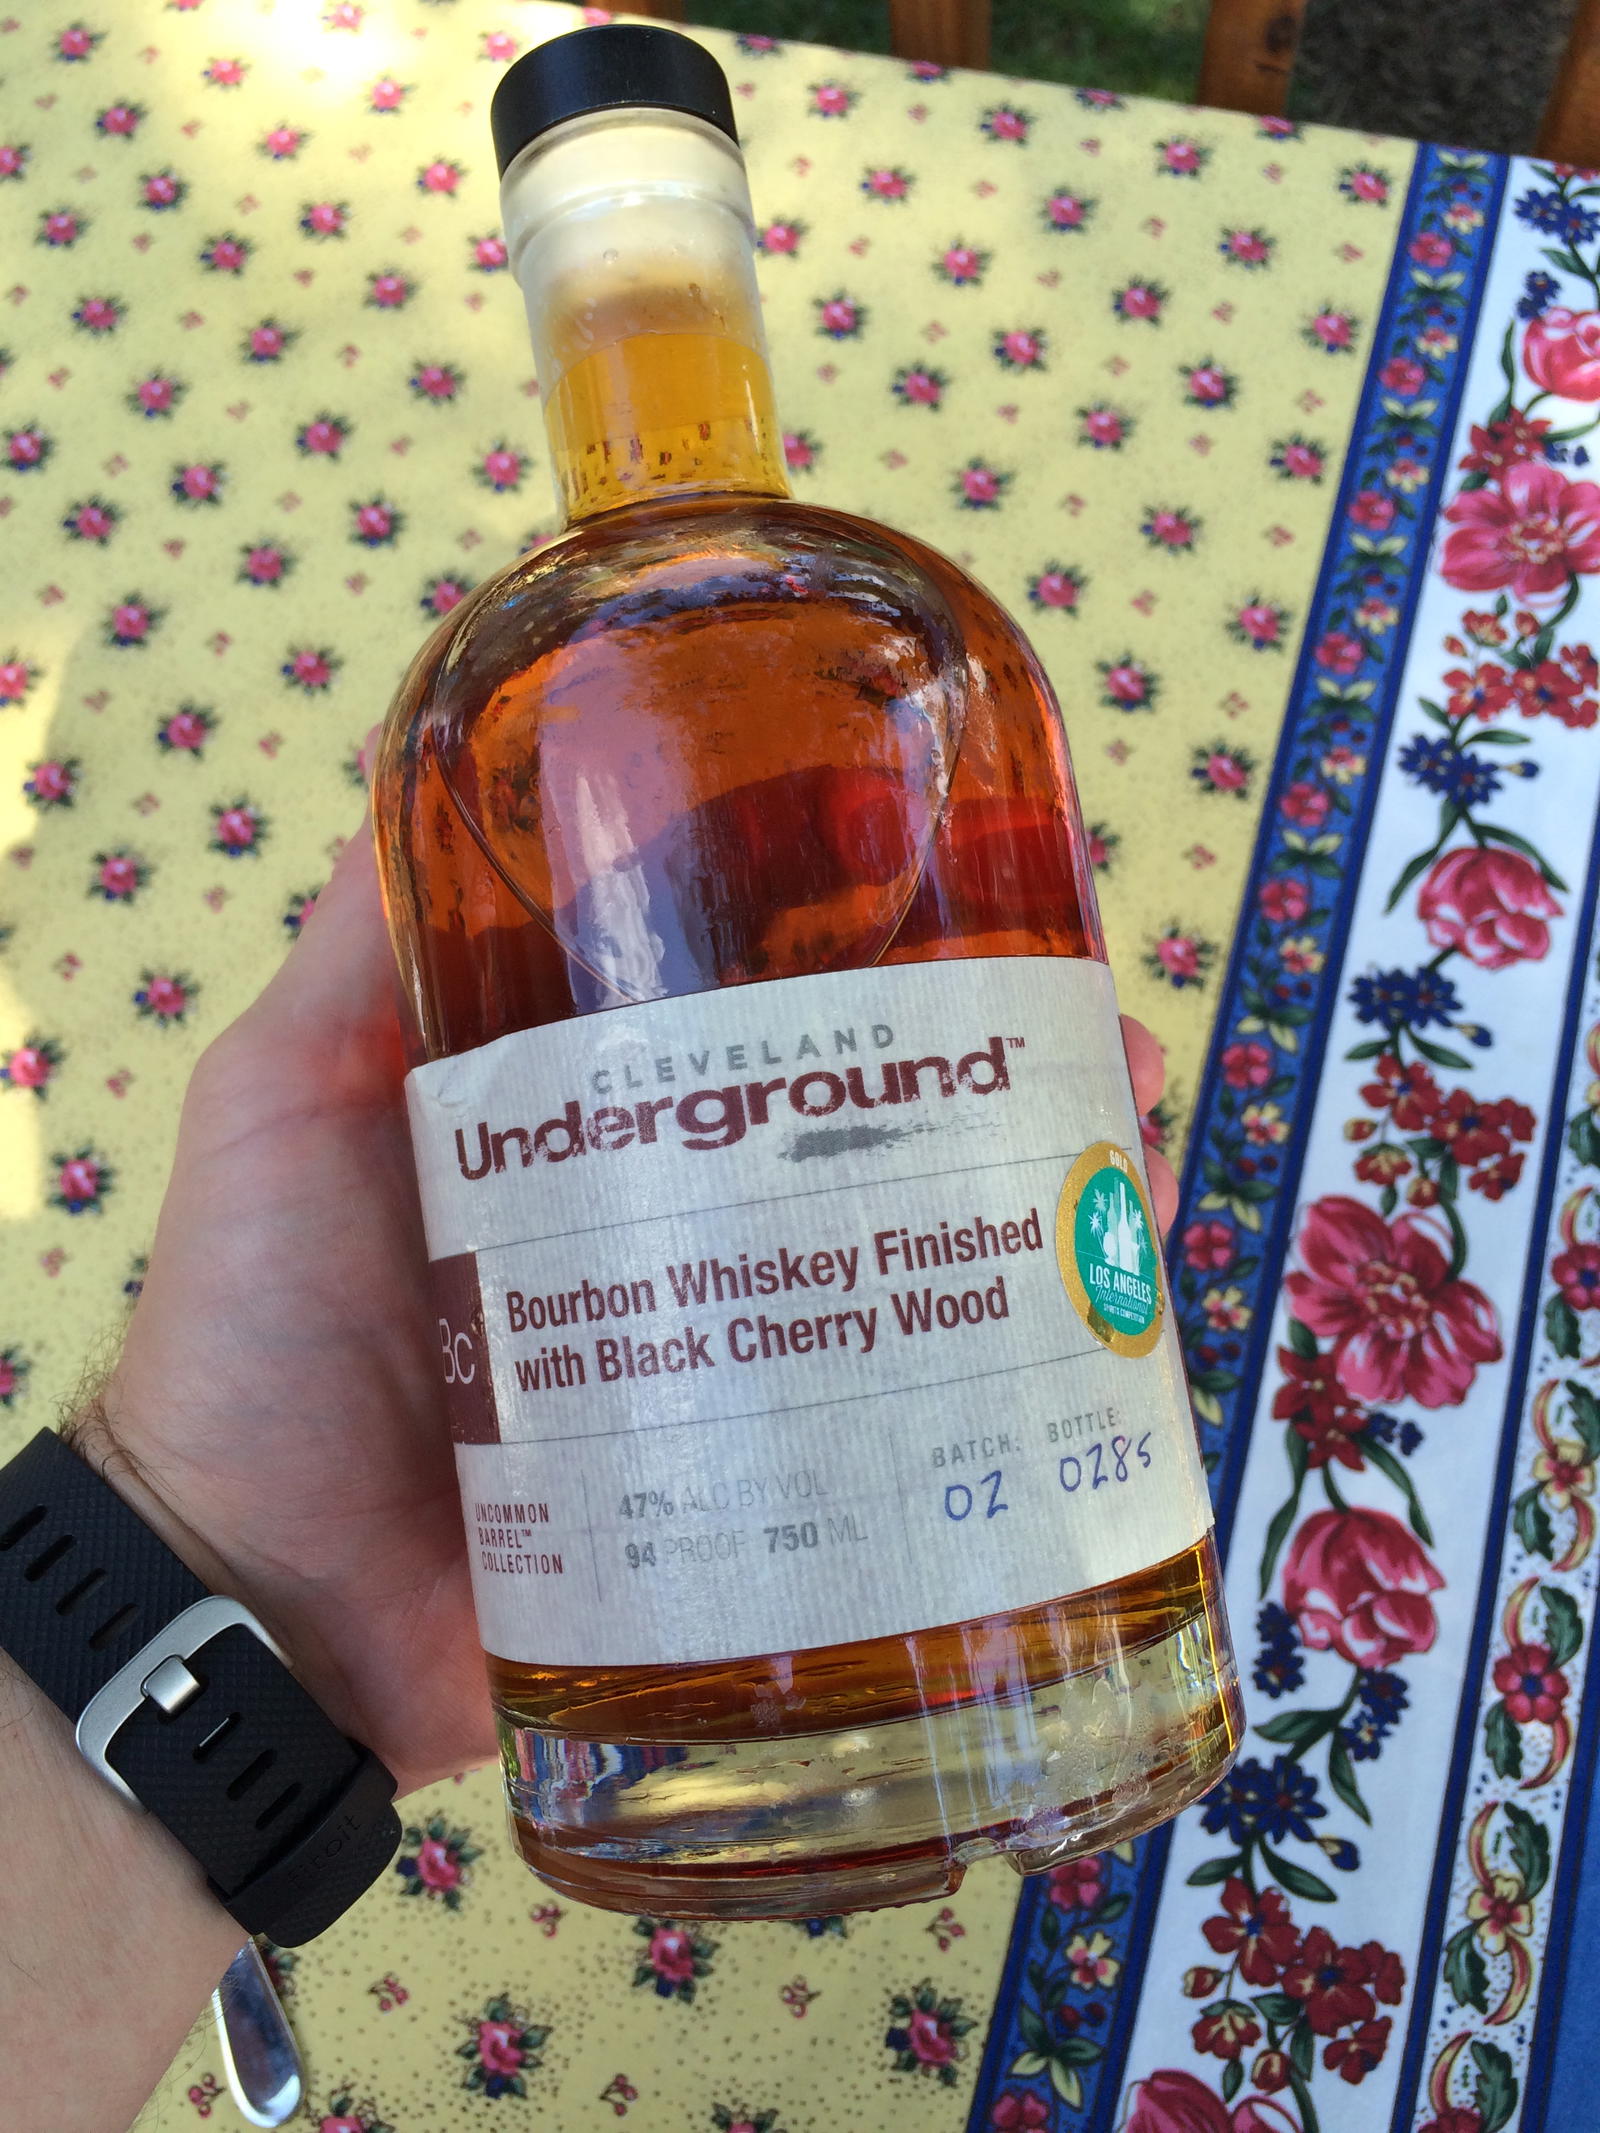 CLEVELAND
Underground™
GOLD
LOS ANGELES
International
SPIRITS COMPETITION
Bc
Bourbon Whiskey Finished
with Black Cherry Wood
UNCOMMON
BARREL™
COLLECTION
47% ALC BY VOL
94 PROOF 750 ML
BATCH: BOTTLE:
02 0285
fitbit